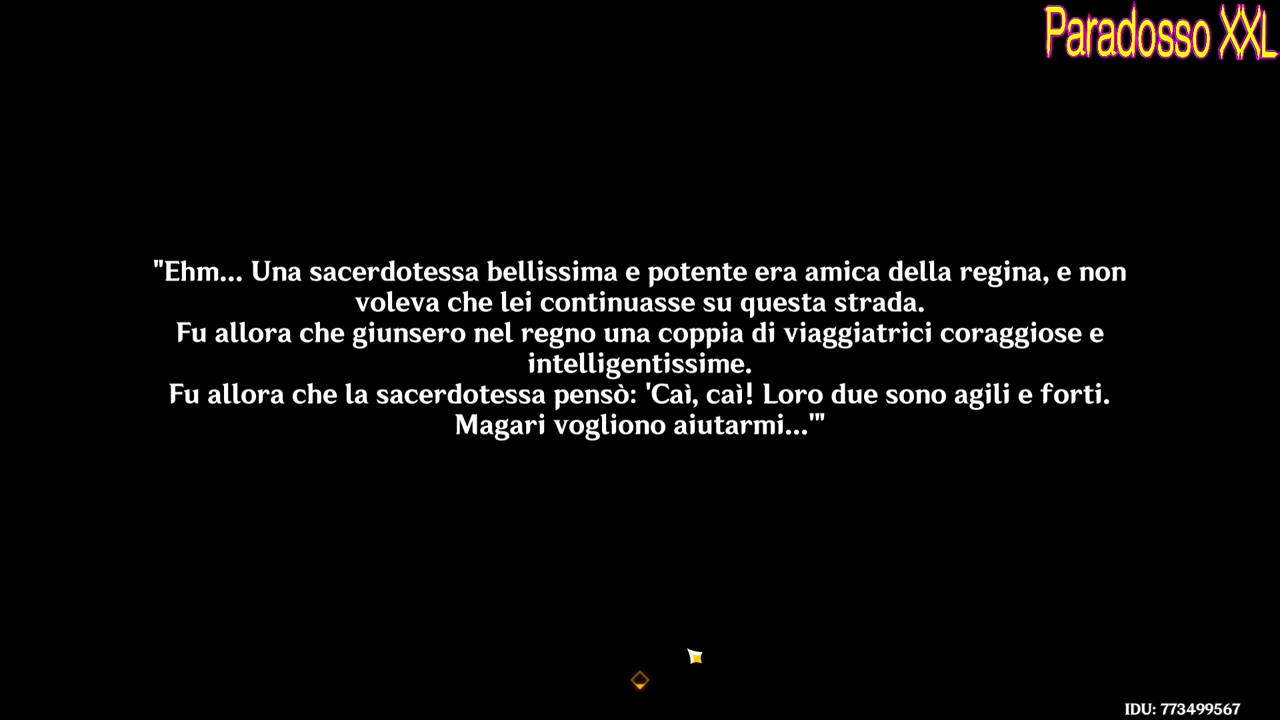 Paradosso XXL
"Ehm... Una sacerdotessa bellissima e potente era amica della regina, e non
voleva che lei continuasse su questa strada.
Fu allora che giunsero nel regno una coppia di viaggiatrici coraggiose e
intelligentissime.
Fu allora che la sacerdotessa pensò: 'Caì, caì! Loro due sono agili e forti.
Magari vogliono aiutarmi...'"
IDU: 773499567